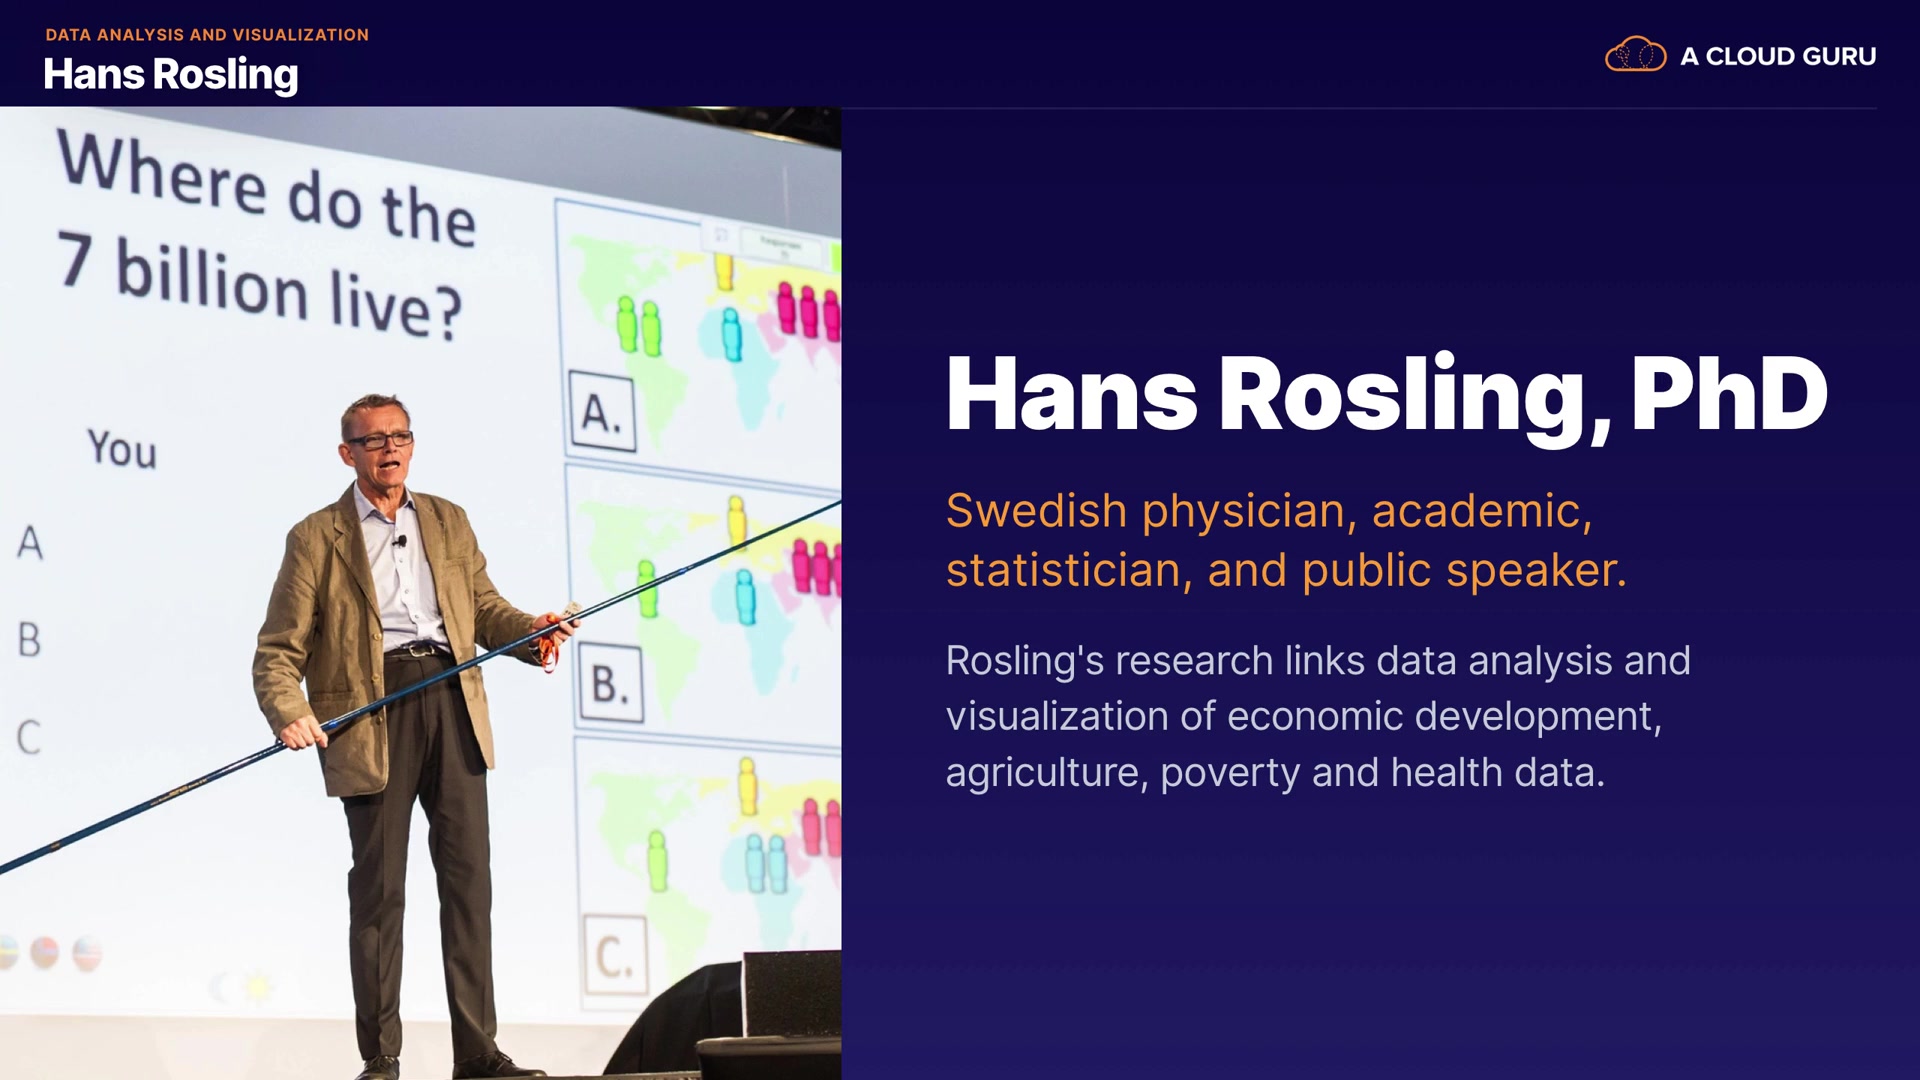 DATA ANALYSIS AND VISUALIZATION
Hans Rosling
A CLOUD GURU
Where do the
7 billion live?
You
A
B
C
A.
B.
C.
Hans Rosling, PhD
Swedish physician, academic,
statistician, and public speaker.
Rosling's research links data analysis and
visualization of economic development,
agriculture, poverty and health data.